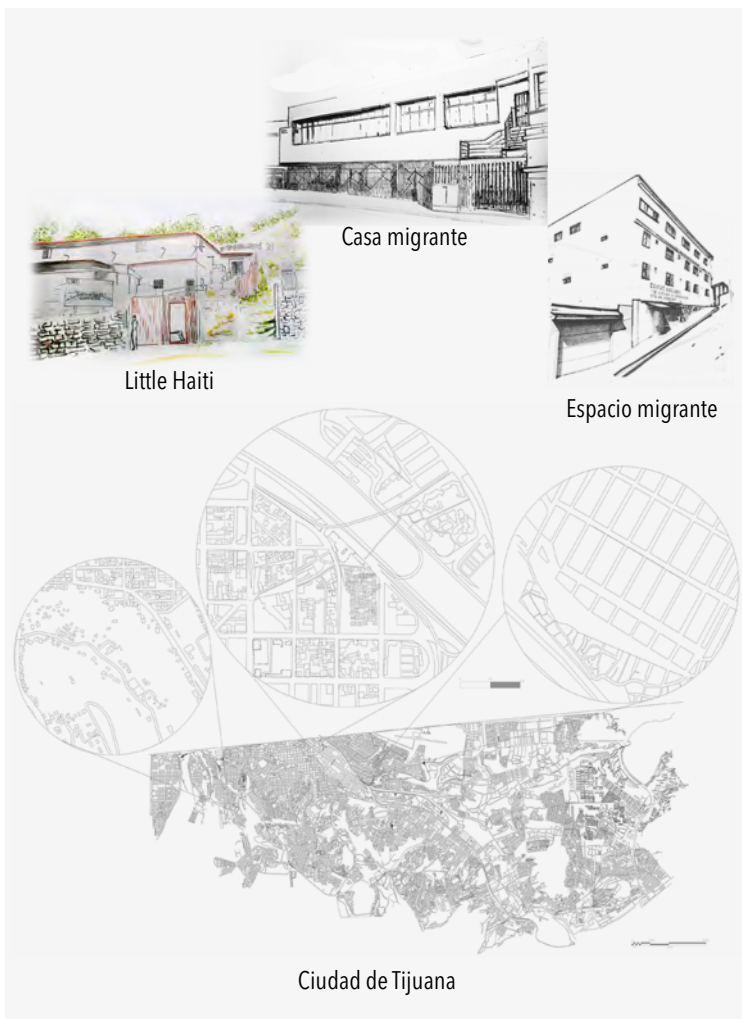 Casa migrante
Little Haiti
Espacio migrante
Ciudad de Tijuana